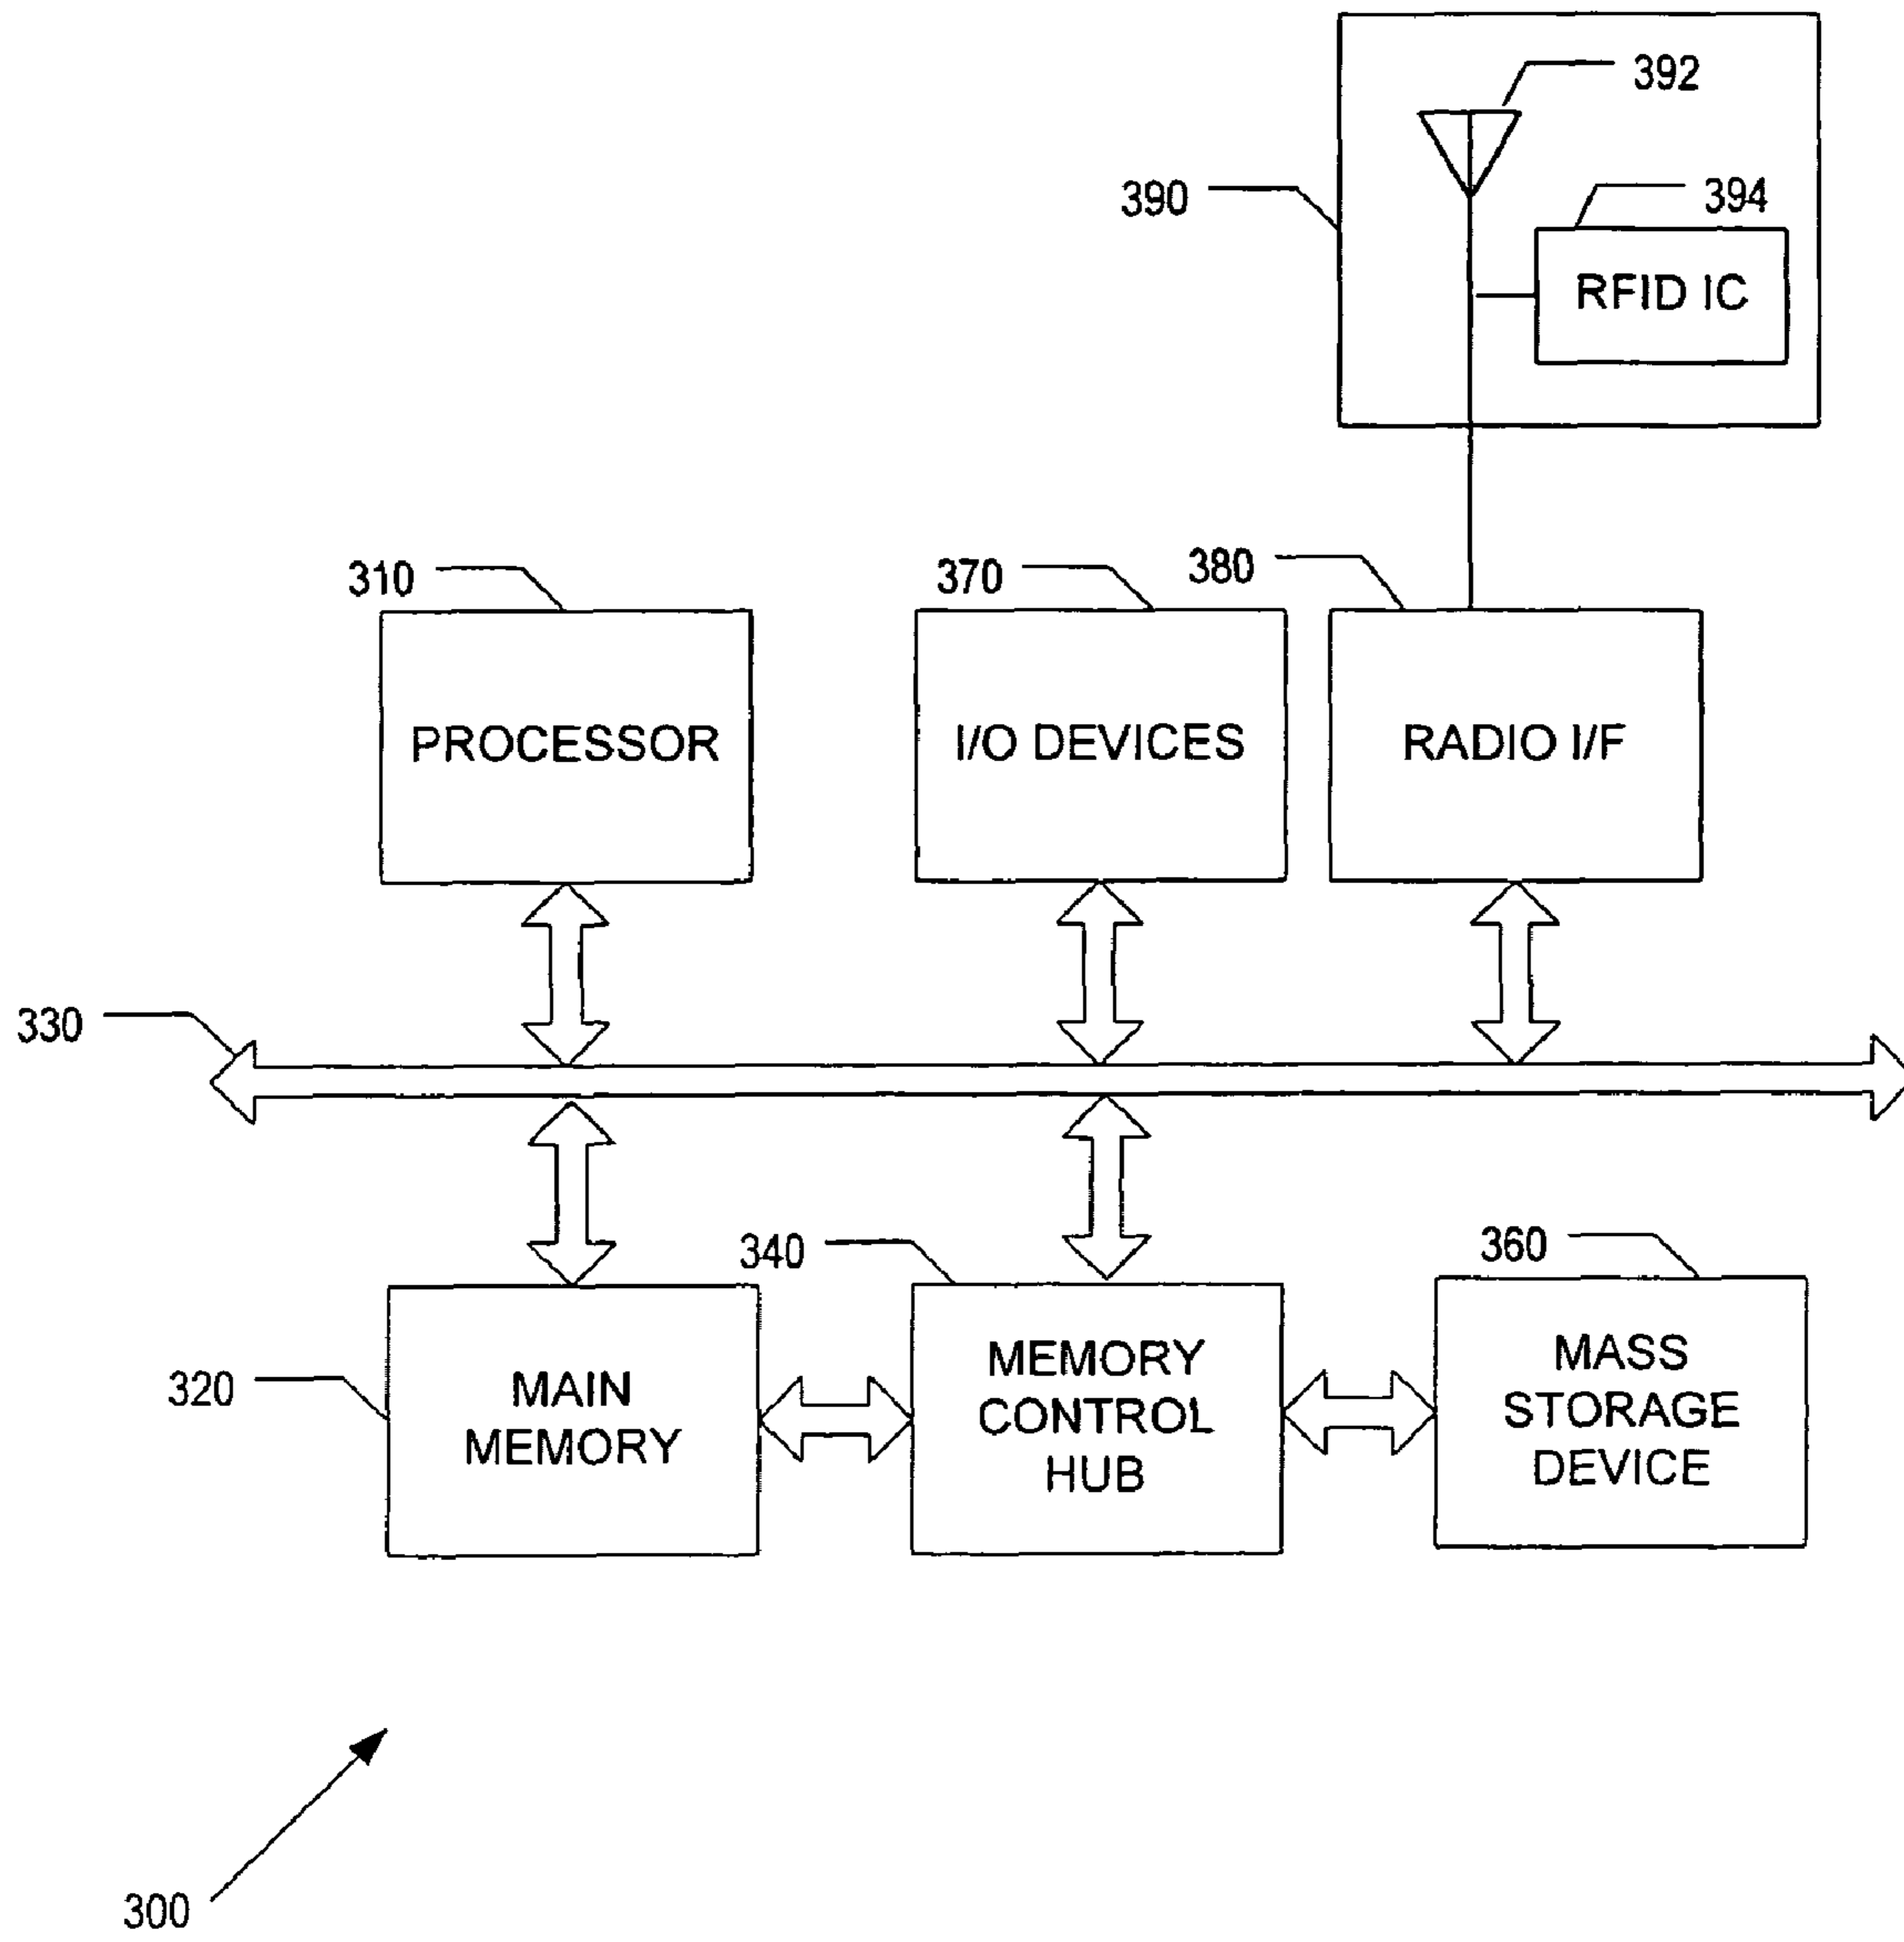 392
390
394
RFID IC
310
370
380
PROCESSOR
I/O DEVICES
RADIO I/F
330
340
360
320
MAIN
MEMORY
MEMORY
CONTROL
HUB
MASS
STORAGE
DEVICE
300